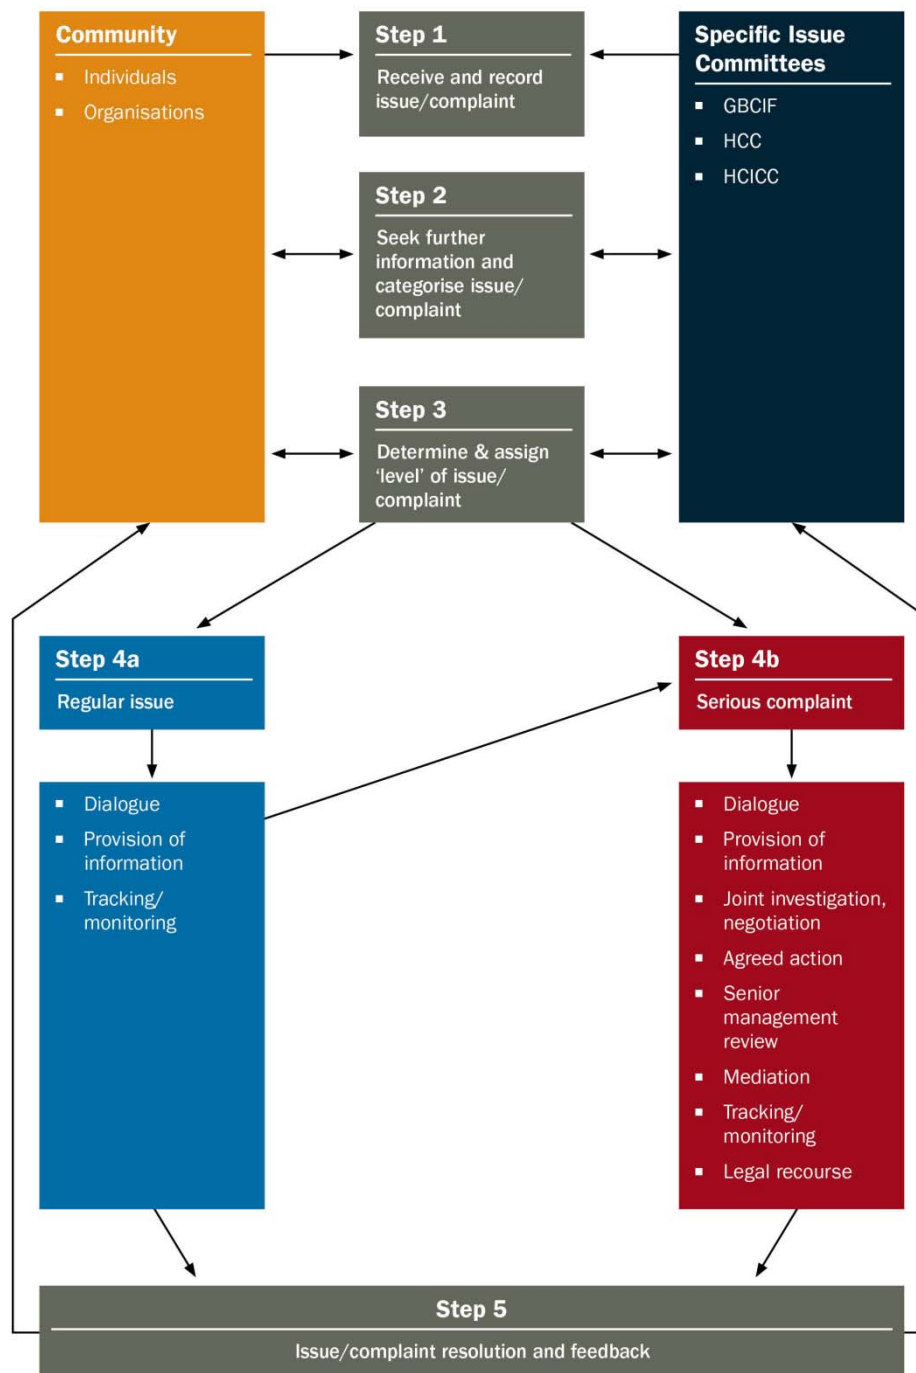 Community
Individuals
Organisations
Step 1
Receive and record
issue/complaint
Specific Issue
Committees
GBCIF
HCC
HCICC
Step 2
Seek further
information and
categorise issue/
complaint
Step 3
Determine & assign
‘level’ of issue/
complaint
Step 4a
Regular issue
Dialogue
Provision of
information
Tracking/
monitoring
Step 4b
Serious complaint
Dialogue
Provision of
information
Joint investigation,
negotiation
Agreed action
Senior
management
review
Mediation
Tracking/
monitoring
Legal recourse
Step 5
Issue/complaint resolution and feedback